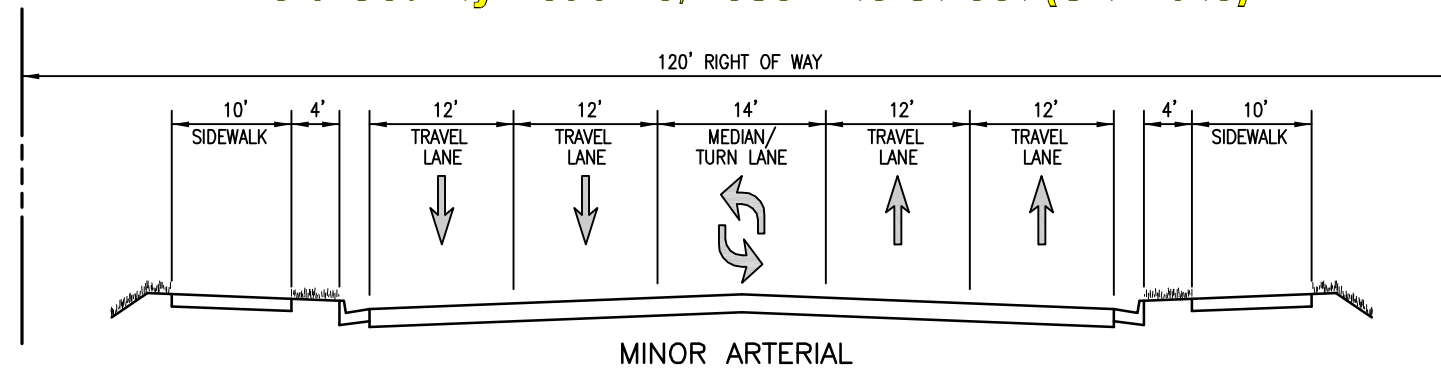 120' RIGHT OF WAY
10' 4' 12' 12' 14' 12' 12' 4' 10'
SIDEWALK TRAVEL LANE TRAVEL LANE MEDIAN/ TURN LANE TRAVEL LANE TRAVEL LANE SIDEWALK
MINOR ARTERIAL